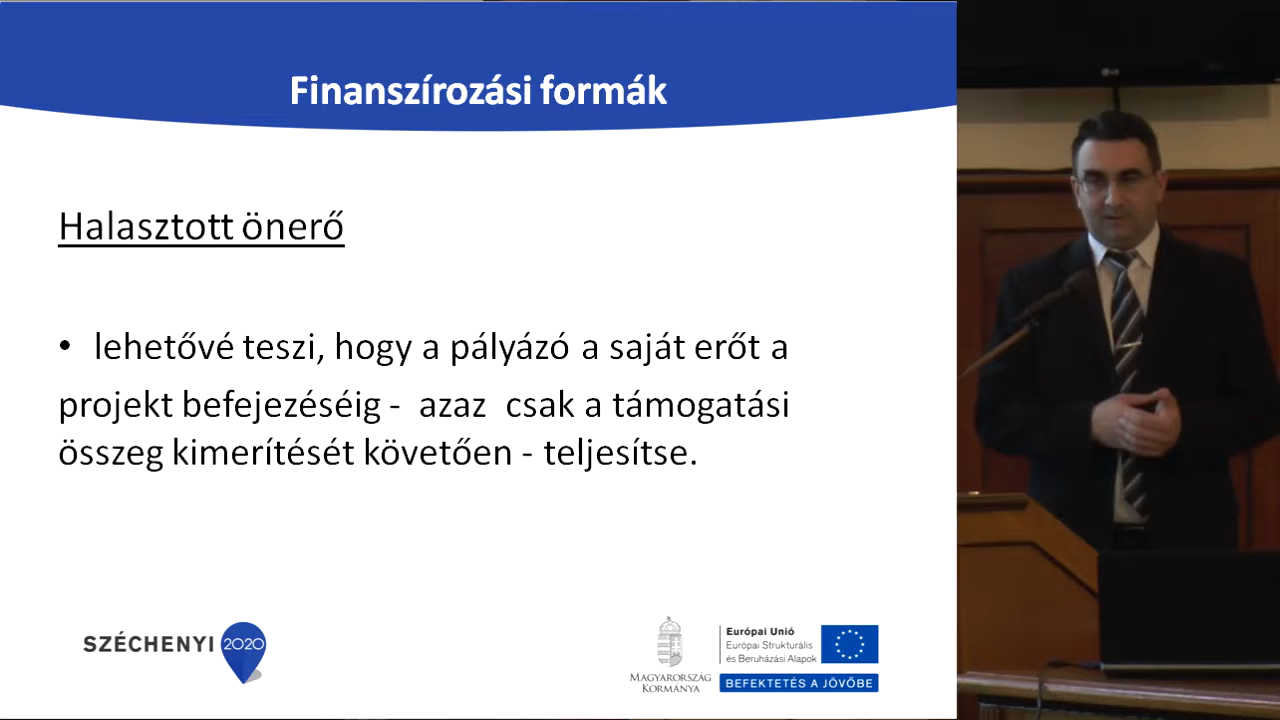 Finanszírozási formák
Halasztott önerő
• lehetővé teszi, hogy a pályázó a saját erőt a
projekt befejezéséig - azaz csak a támogatási
összeg kimerítését követően - teljesítse.
SZÉCHENYI 2020
MAGYARORSZÁG
KORMÁNYA
Európai Unió
Európai Strukturális
és Beruházási Alapok
BEFEKTETÉS A JÖVŐBE
LG